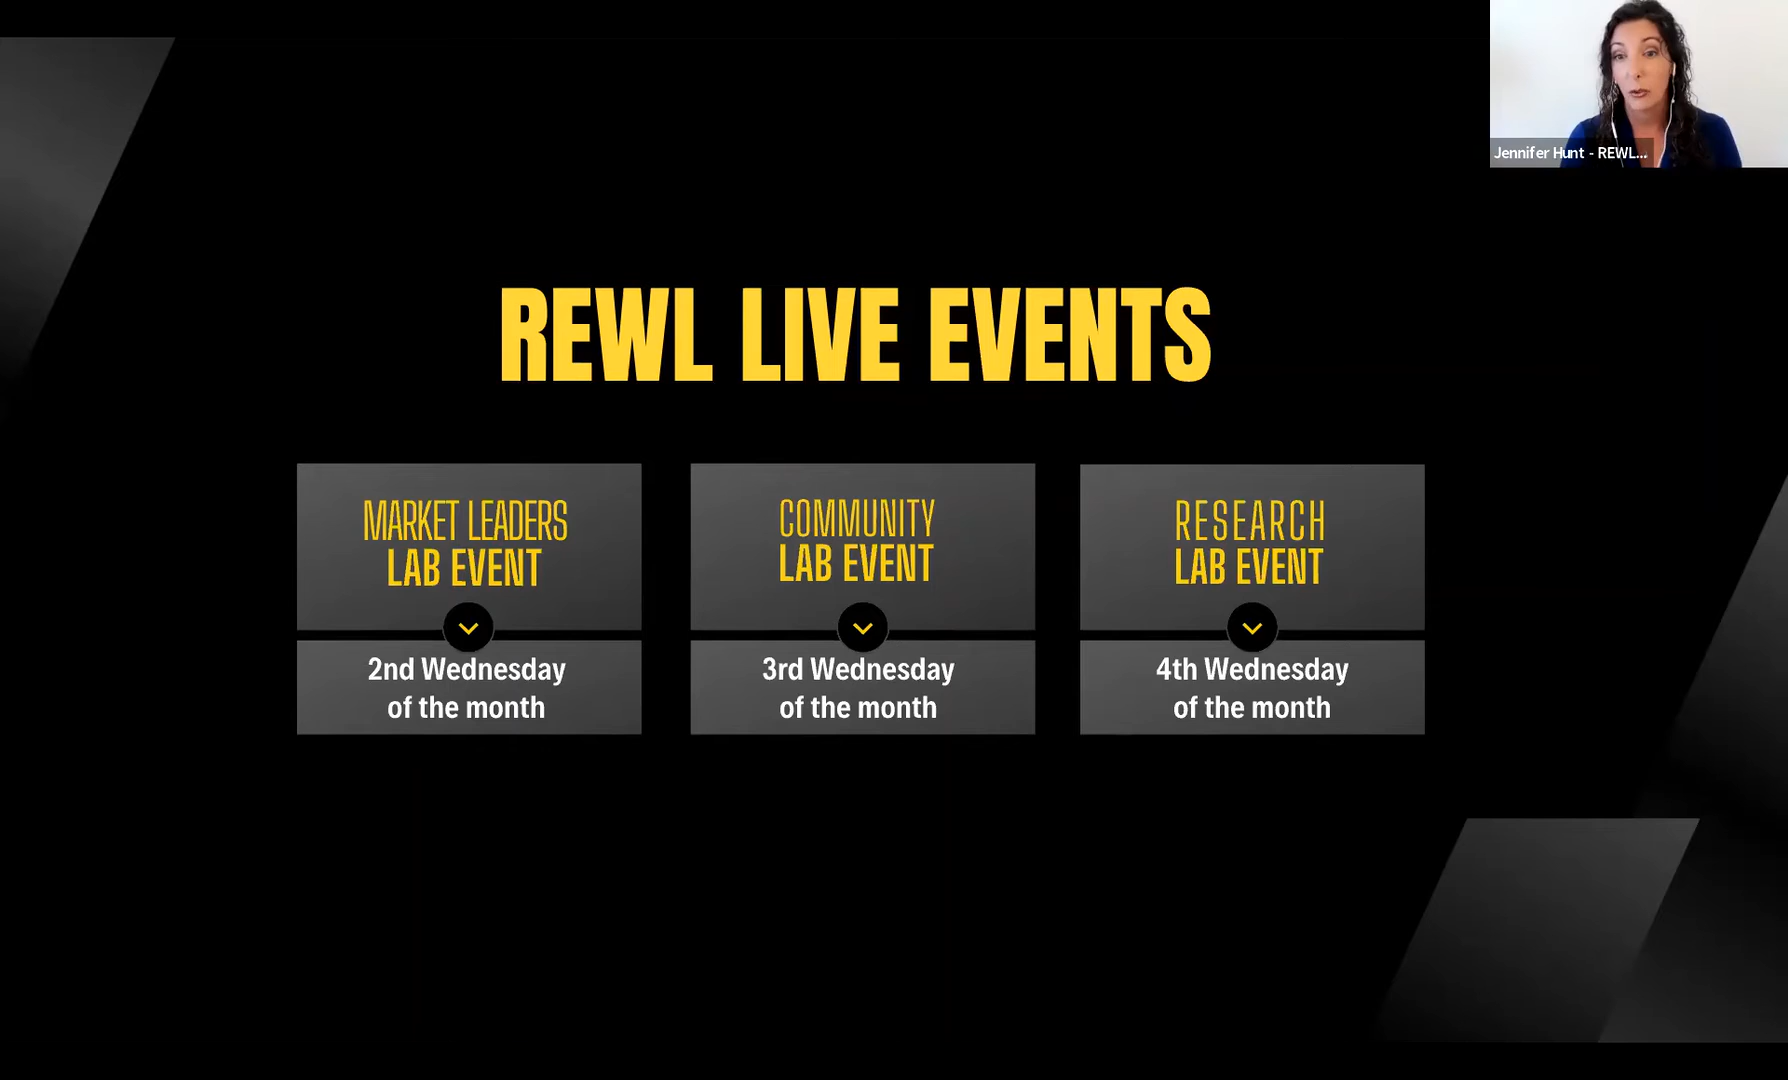 Jennifer Hunt - REWL...
REWL LIVE EVENTS
MARKET LEADERS
LAB EVENT
2nd Wednesday
of the month
COMMUNITY
LAB EVENT
3rd Wednesday
of the month
RESEARCH
LAB EVENT
4th Wednesday
of the month